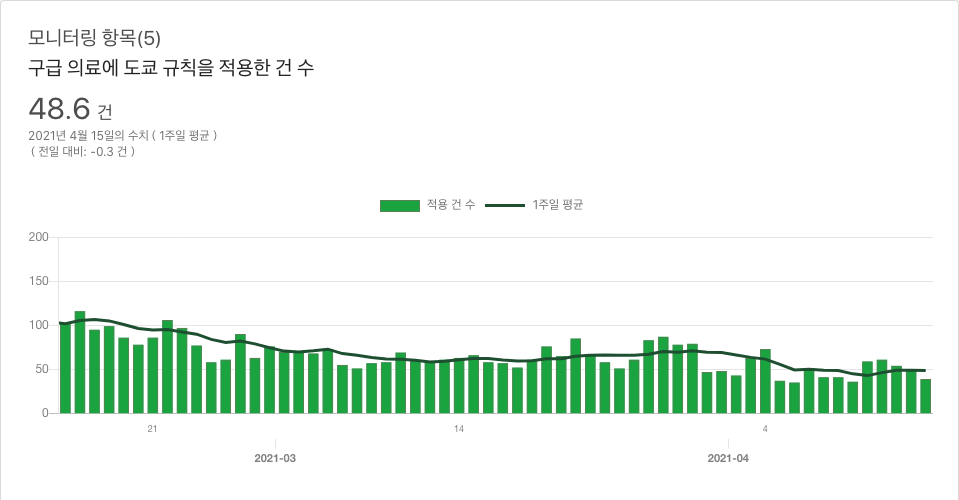 모니터링 항목(5)
구급 의료에 도쿄 규칙을 적용한 건 수
48.6 건
2021년 4월 15일의 수치 ( 1주일 평균 )
( 전일 대비: -0.3 건 )
적용 건 수 1주일 평균
200
150
100
50
0
21 14 4
2021-03 2021-04